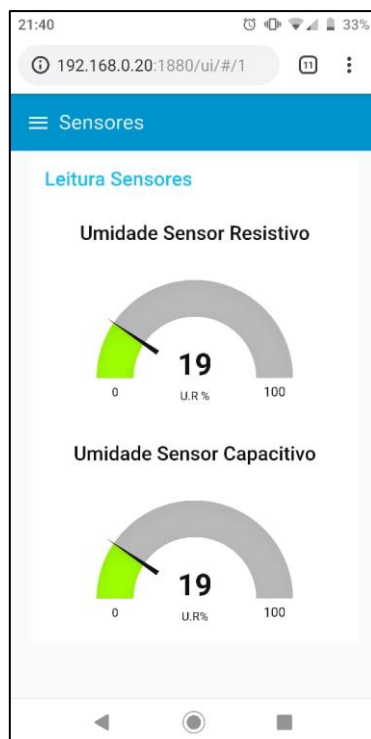 21:40 33%
192.168.0.20:1880/ui/#/1 11
Sensores
Leitura Sensores
Umidade Sensor Resistivo
19
0 U.R % 100
Umidade Sensor Capacitivo
19
0 U.R% 100